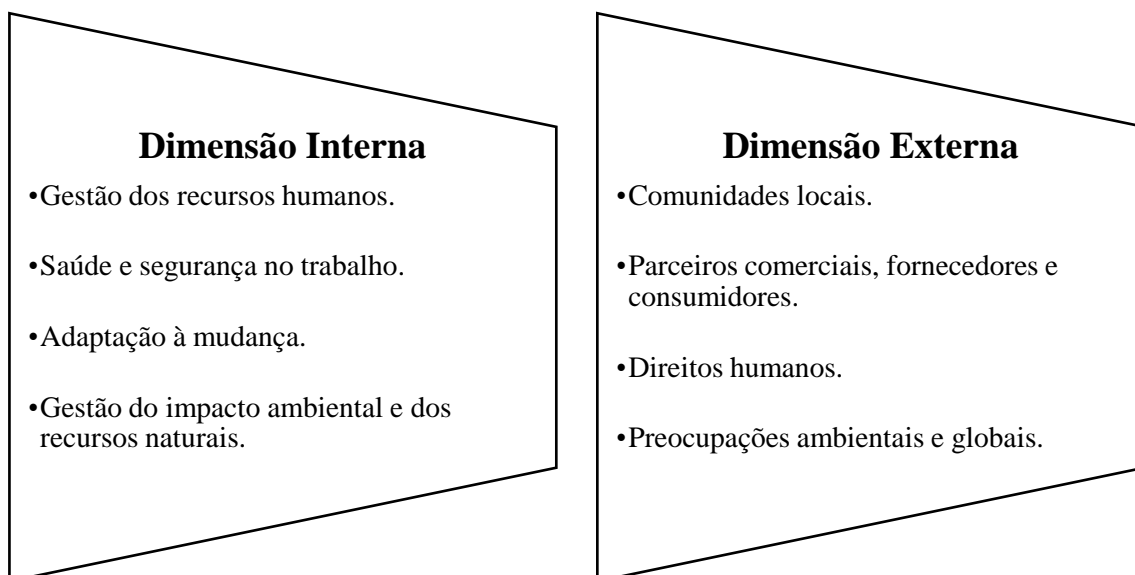 Dimensão Interna
•Gestão dos recursos humanos.
•Saúde e segurança no trabalho.
•Adaptação à mudança.
•Gestão do impacto ambiental e dos
recursos naturais.
Dimensão Externa
•Comunidades locais.
•Parceiros comerciais, fornecedores e
consumidores.
•Direitos humanos.
•Preocupações ambientais e globais.